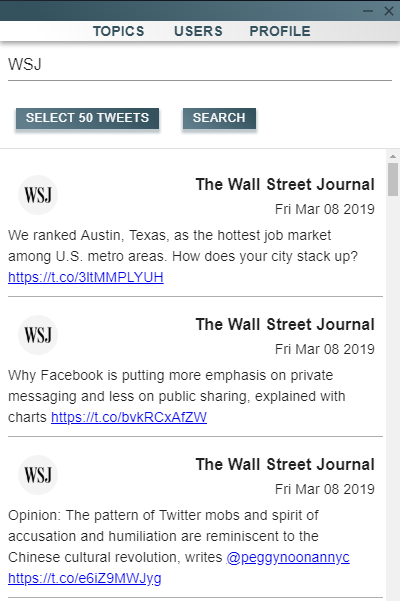 TOPICS USERS PROFILE
WSJ
SELECT 50 TWEETS SEARCH
WSJ
The Wall Street Journal
Fri Mar 08 2019
We ranked Austin, Texas, as the hottest job market
among U.S. metro areas. How does your city stack up?
https://t.co/3ltMMPLYUH
WSJ
The Wall Street Journal
Fri Mar 08 2019
Why Facebook is putting more emphasis on private
messaging and less on public sharing, explained with
charts https://t.co/bvkRCxAfZW
WSJ
The Wall Street Journal
Fri Mar 08 2019
Opinion: The pattern of Twitter mobs and spirit of
accusation and humiliation are reminiscent to the
Chinese cultural revolution, writes @peggynoonannyc
https://t.co/e6iZ9MWJyg